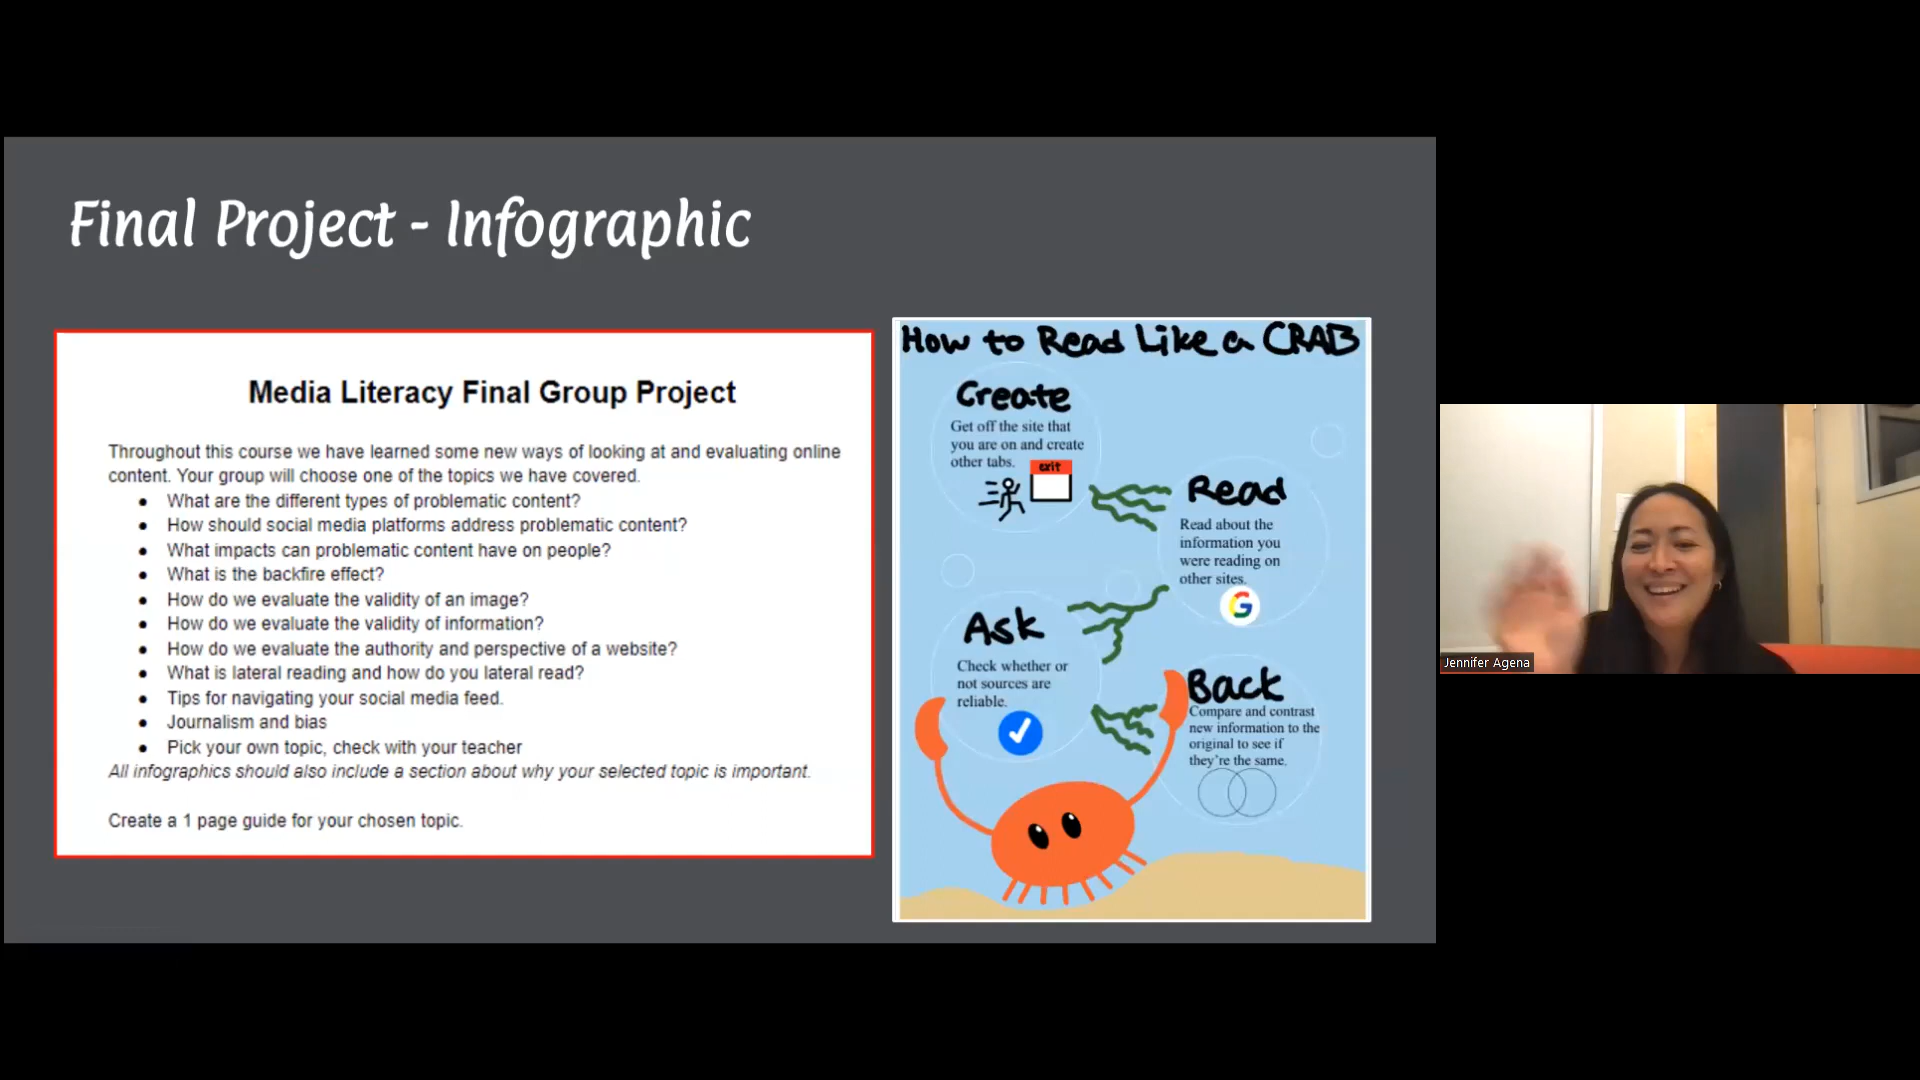 Final Project - Infographic
Media Literacy Final Group Project
Throughout this course we have learned some new ways of looking at and evaluating online
content. Your group will choose one of the topics we have covered.
● What are the different types of problematic content?
● How should social media platforms address problematic content?
● What impacts can problematic content have on people?
● What is the backfire effect?
● How do we evaluate the validity of an image?
● How do we evaluate the validity of information?
● How do we evaluate the authority and perspective of a website?
● What is lateral reading and how do you lateral read?
● Tips for navigating your social media feed.
● Journalism and bias
● Pick your own topic, check with your teacher
All infographics should also include a section about why your selected topic is important.
Create a 1 page guide for your chosen topic.
How to Read Like a CRAB
Create
Get off the site that
you are on and create
other tabs.
exit
Read
Read about the
information you
were reading on
other sites.
G
Ask
Check whether or
not sources are
reliable.
Back
Compare and contrast
new information to the
original to see if
they're the same.
Jennifer Agena